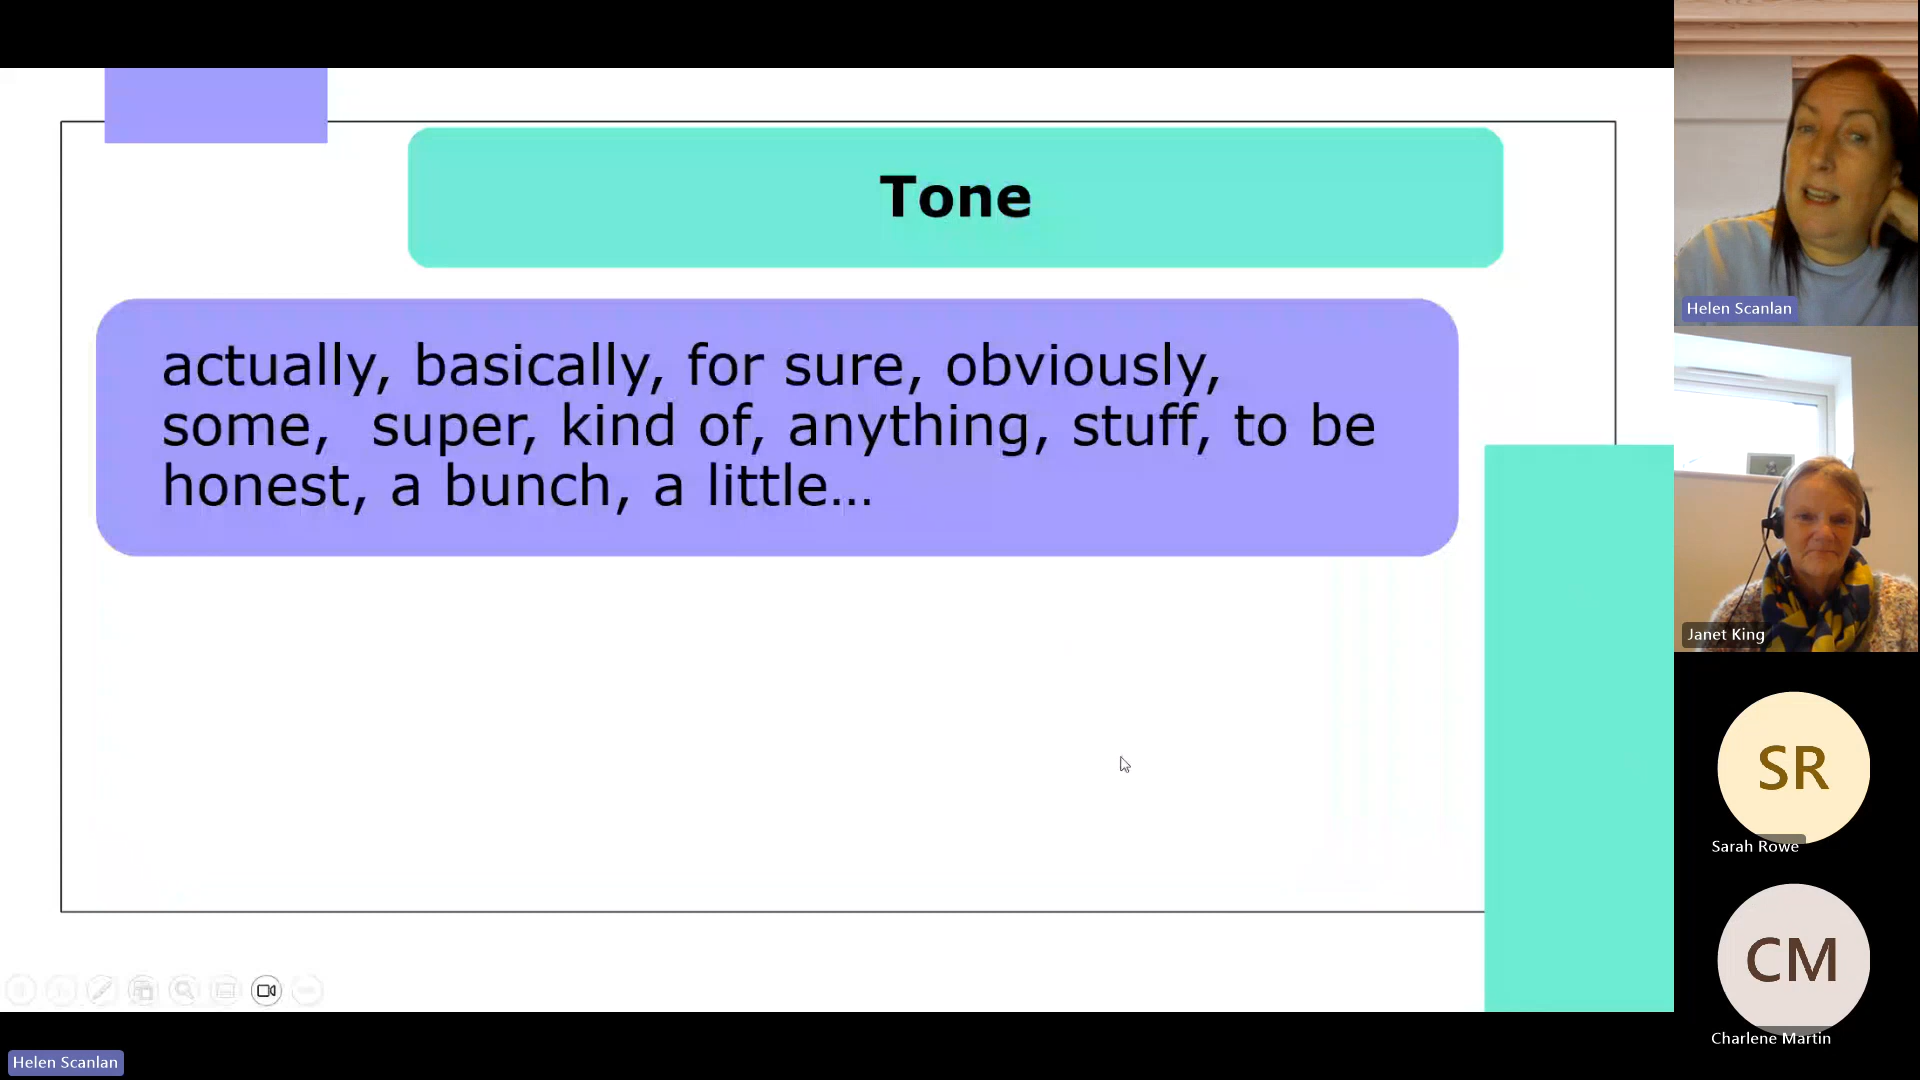 Tone
actually, basically, for sure, obviously,
some, super, kind of, anything, stuff, to be
honest, a bunch, a little…
Helen Scanlan
Janet King
SR
Sarah Rowe
CM
Charlene Martin
Helen Scanlan